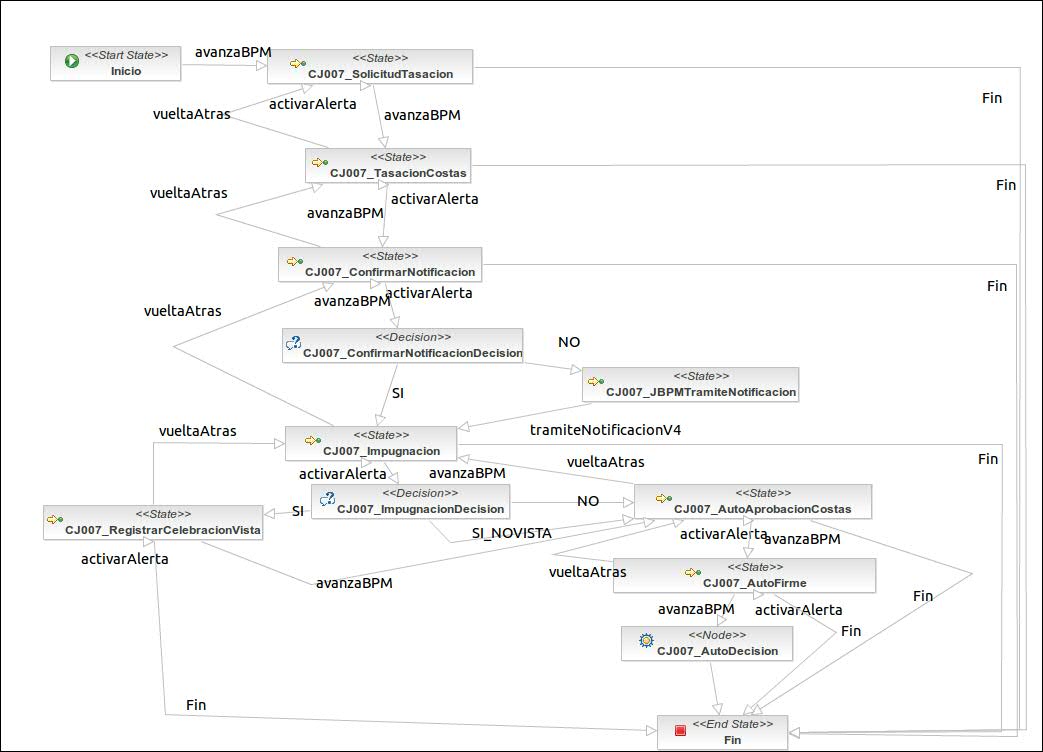 <<Start State>>
Inicio
avanzaBPM
<<State>>
CJ007_SolicitudTasacion
Fin
vueltaAtras
activarAlerta
avanzaBPM
<<State>>
CJ007_TasacionCostas
Fin
vueltaAtras
activarAlerta
avanzaBPM
<<State>>
CJ007_ConfirmarNotificacion
Fin
vueltaAtras
activarAlerta
avanzaBPM
<<Decision>>
CJ007_ConfirmarNotificacionDecision
NO
<<State>>
CJ007_JBPMTramiteNotificacion
SI
tramiteNotificacionV4
vueltaAtras
<<State>>
CJ007_Impugnacion
Fin
activarAlerta
avanzaBPM
vueltaAtras
<<Decision>>
CJ007_ImpugnacionDecision
NO
<<State>>
CJ007_AutoAprobacionCostas
SI
<<State>>
CJ007_RegistrarCelebracionVista
SI_NOVISTA
activarAlerta
avanzaBPM
activarAlerta
vueltaAtras
<<State>>
CJ007_AutoFirme
avanzaBPM
Fin
avanzaBPM
activarAlerta
Fin
<<Node>>
CJ007_AutoDecision
Fin
<<End State>>
Fin